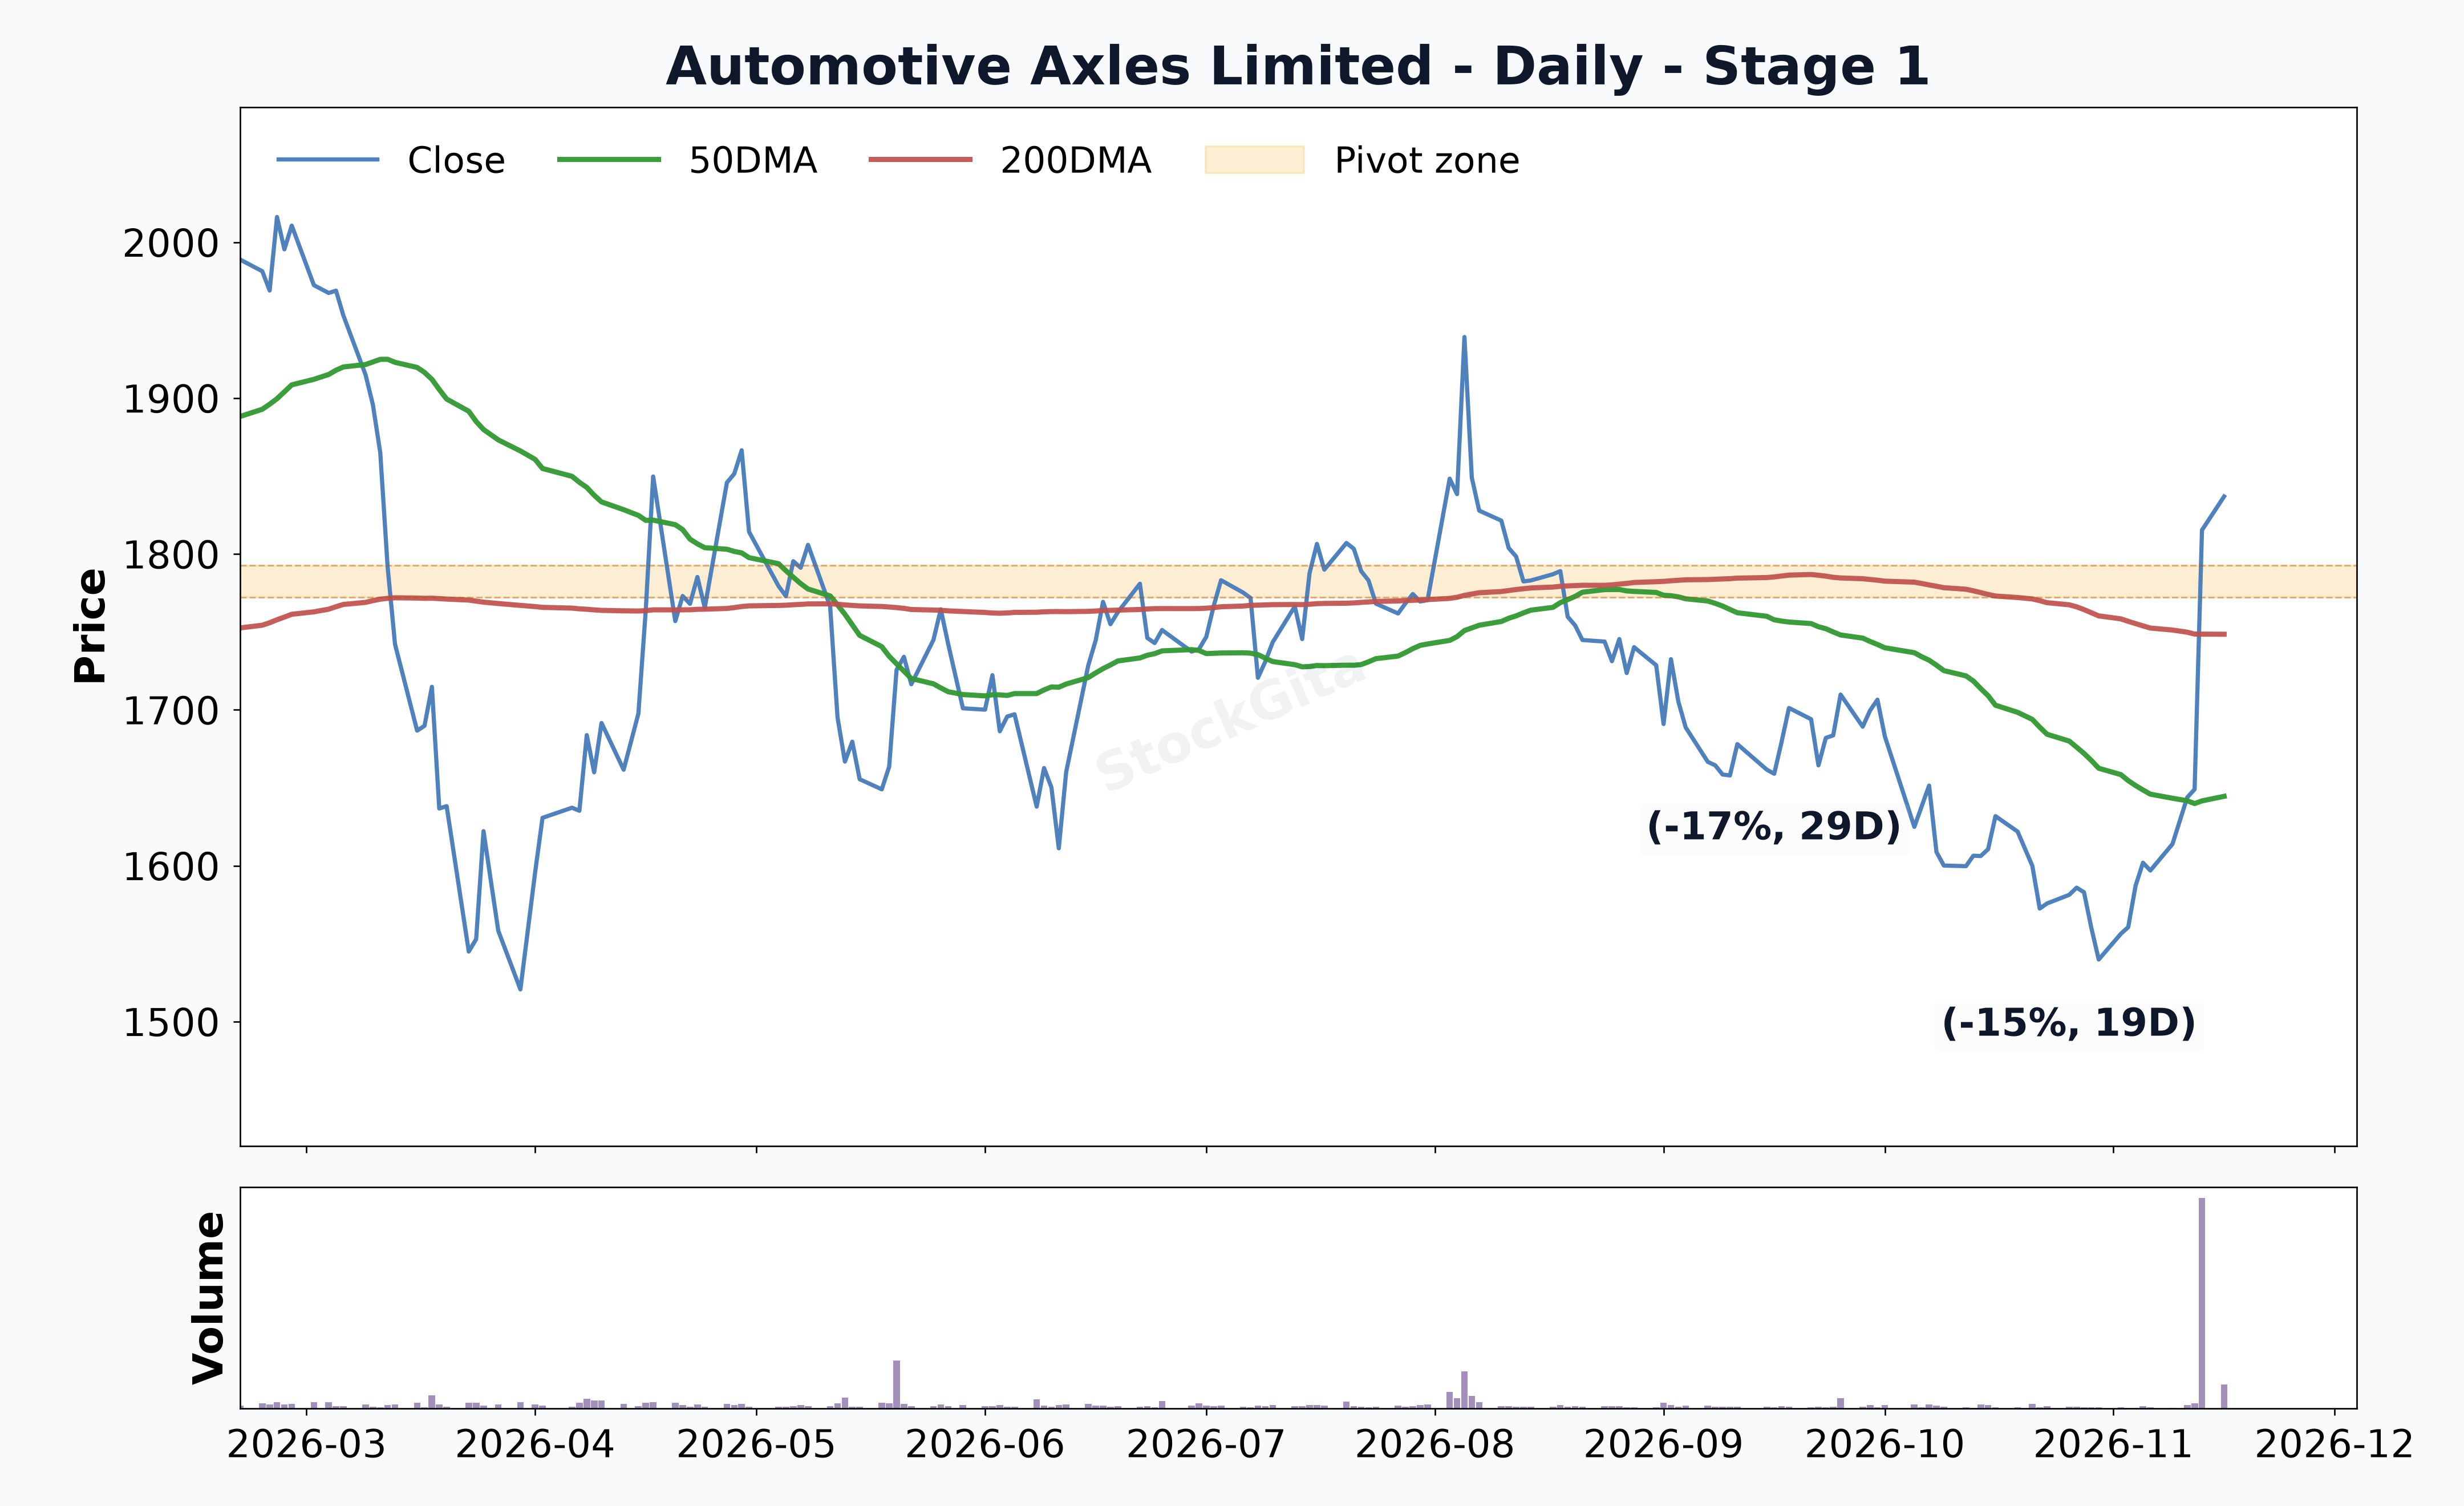 Automotive Axles Limited - Daily - Stage 1
Close 50DMA 200DMA Pivot zone
Price
2000
1900
1800
1700
1600
1500
StockGita
(-17%, 29D)
(-15%, 19D)
Volume
2026-03 2026-04 2026-05 2026-06 2026-07 2026-08 2026-09 2026-10 2026-11 2026-12